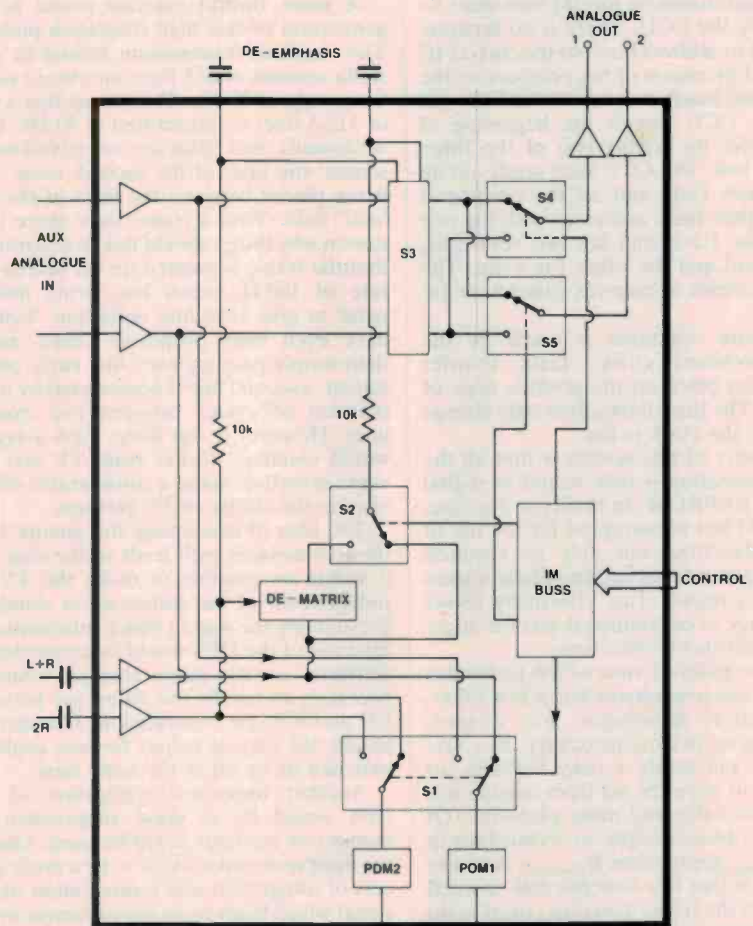 ANALOGUE
OUT
1
2
DE-EMPHASIS
S4
S3
AUX
ANALOGUE
IN
S5
10k
10k
S2
IM
BUSS
CONTROL
DE-MATRIX
L+R
2R
S1
PDM2
POM1